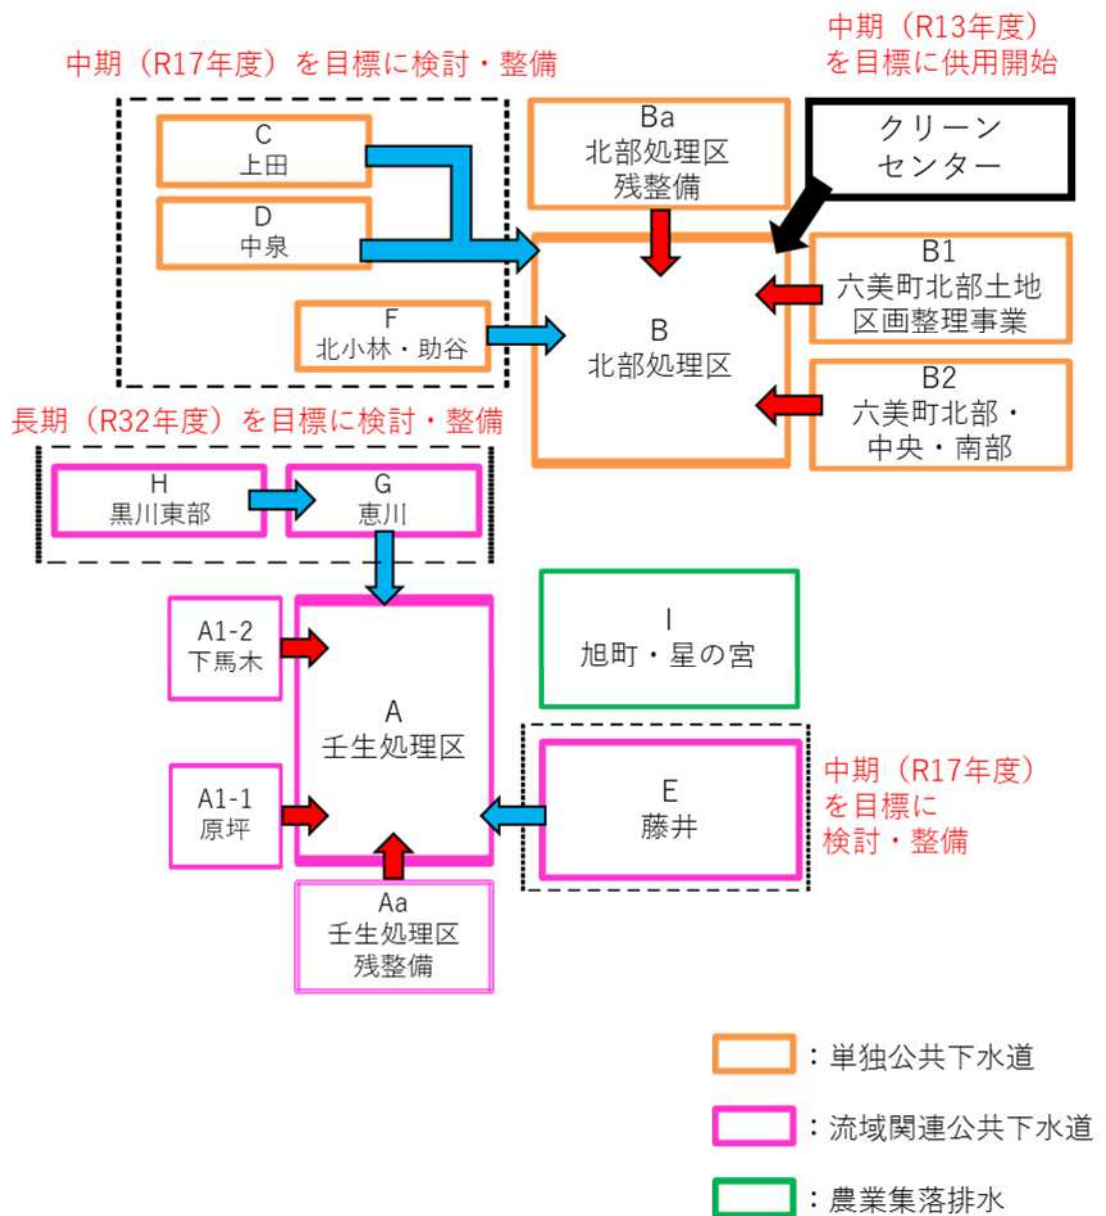 中期（R13年度）
を目標に供用開始
中期（R17年度）を目標に検討・整備
C
上田
D
中泉
F
北小林・助谷
Ba
北部処理区
残整備
クリーン
センター
B
北部処理区
B1
六美町北部土地
区画整理事業
B2
六美町北部・
中央・南部
長期（R32年度）を目標に検討・整備
H
黒川東部
G
恵川
A1-2
下馬木
A
壬生処理区
A1-1
原坪
Aa
壬生処理区
残整備
I
旭町・星の宮
E
藤井
中期（R17年度）
を目標に
検討・整備
：単独公共下水道
：流域関連公共下水道
：農業集落排水